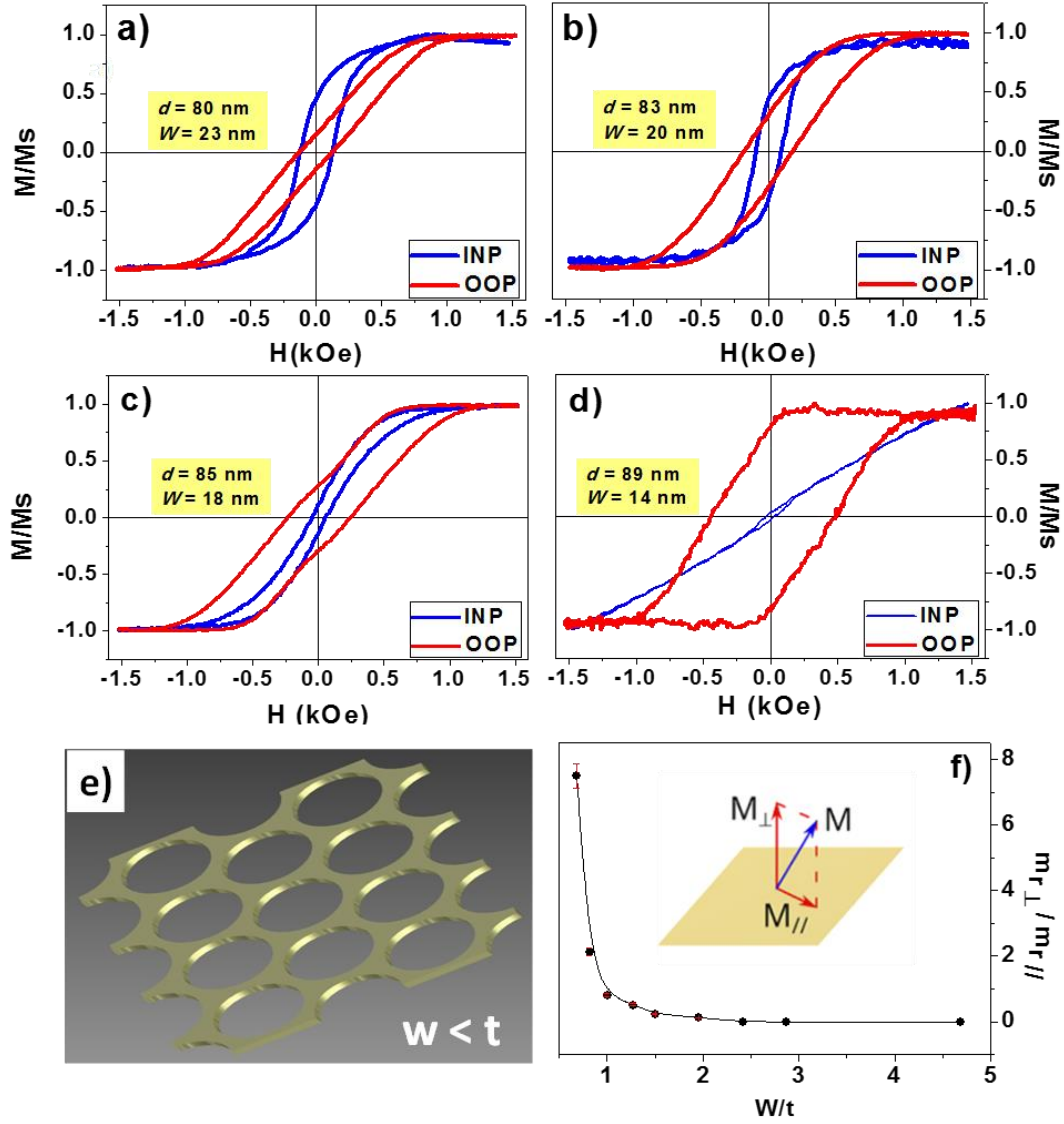 a)
d = 80 nm
W = 23 nm
INP
OOP
M/Ms
1.0
0.5
0.0
-0.5
-1.0
-1.5 -1.0 -0.5 0.0 0.5 1.0 1.5
H(kOe)
b)
d = 83 nm
W = 20 nm
INP
OOP
M/Ms
1.0
0.5
0.0
-0.5
-1.0
-1.5 -1.0 -0.5 0.0 0.5 1.0 1.5
H(kOe)
c)
d = 85 nm
W = 18 nm
INP
OOP
M/Ms
1.0
0.5
0.0
-0.5
-1.0
-1.5 -1.0 -0.5 0.0 0.5 1.0 1.5
H (kOe)
d)
d = 89 nm
W = 14 nm
INP
OOP
M/Ms
1.0
0.5
0.0
-0.5
-1.0
-1.5 -1.0 -0.5 0.0 0.5 1.0 1.5
H (kOe)
e)
w < t
f)
M⊥
M
M//
mr⊥ / mr//
8
6
4
2
0
1 2 3 4 5
W/t